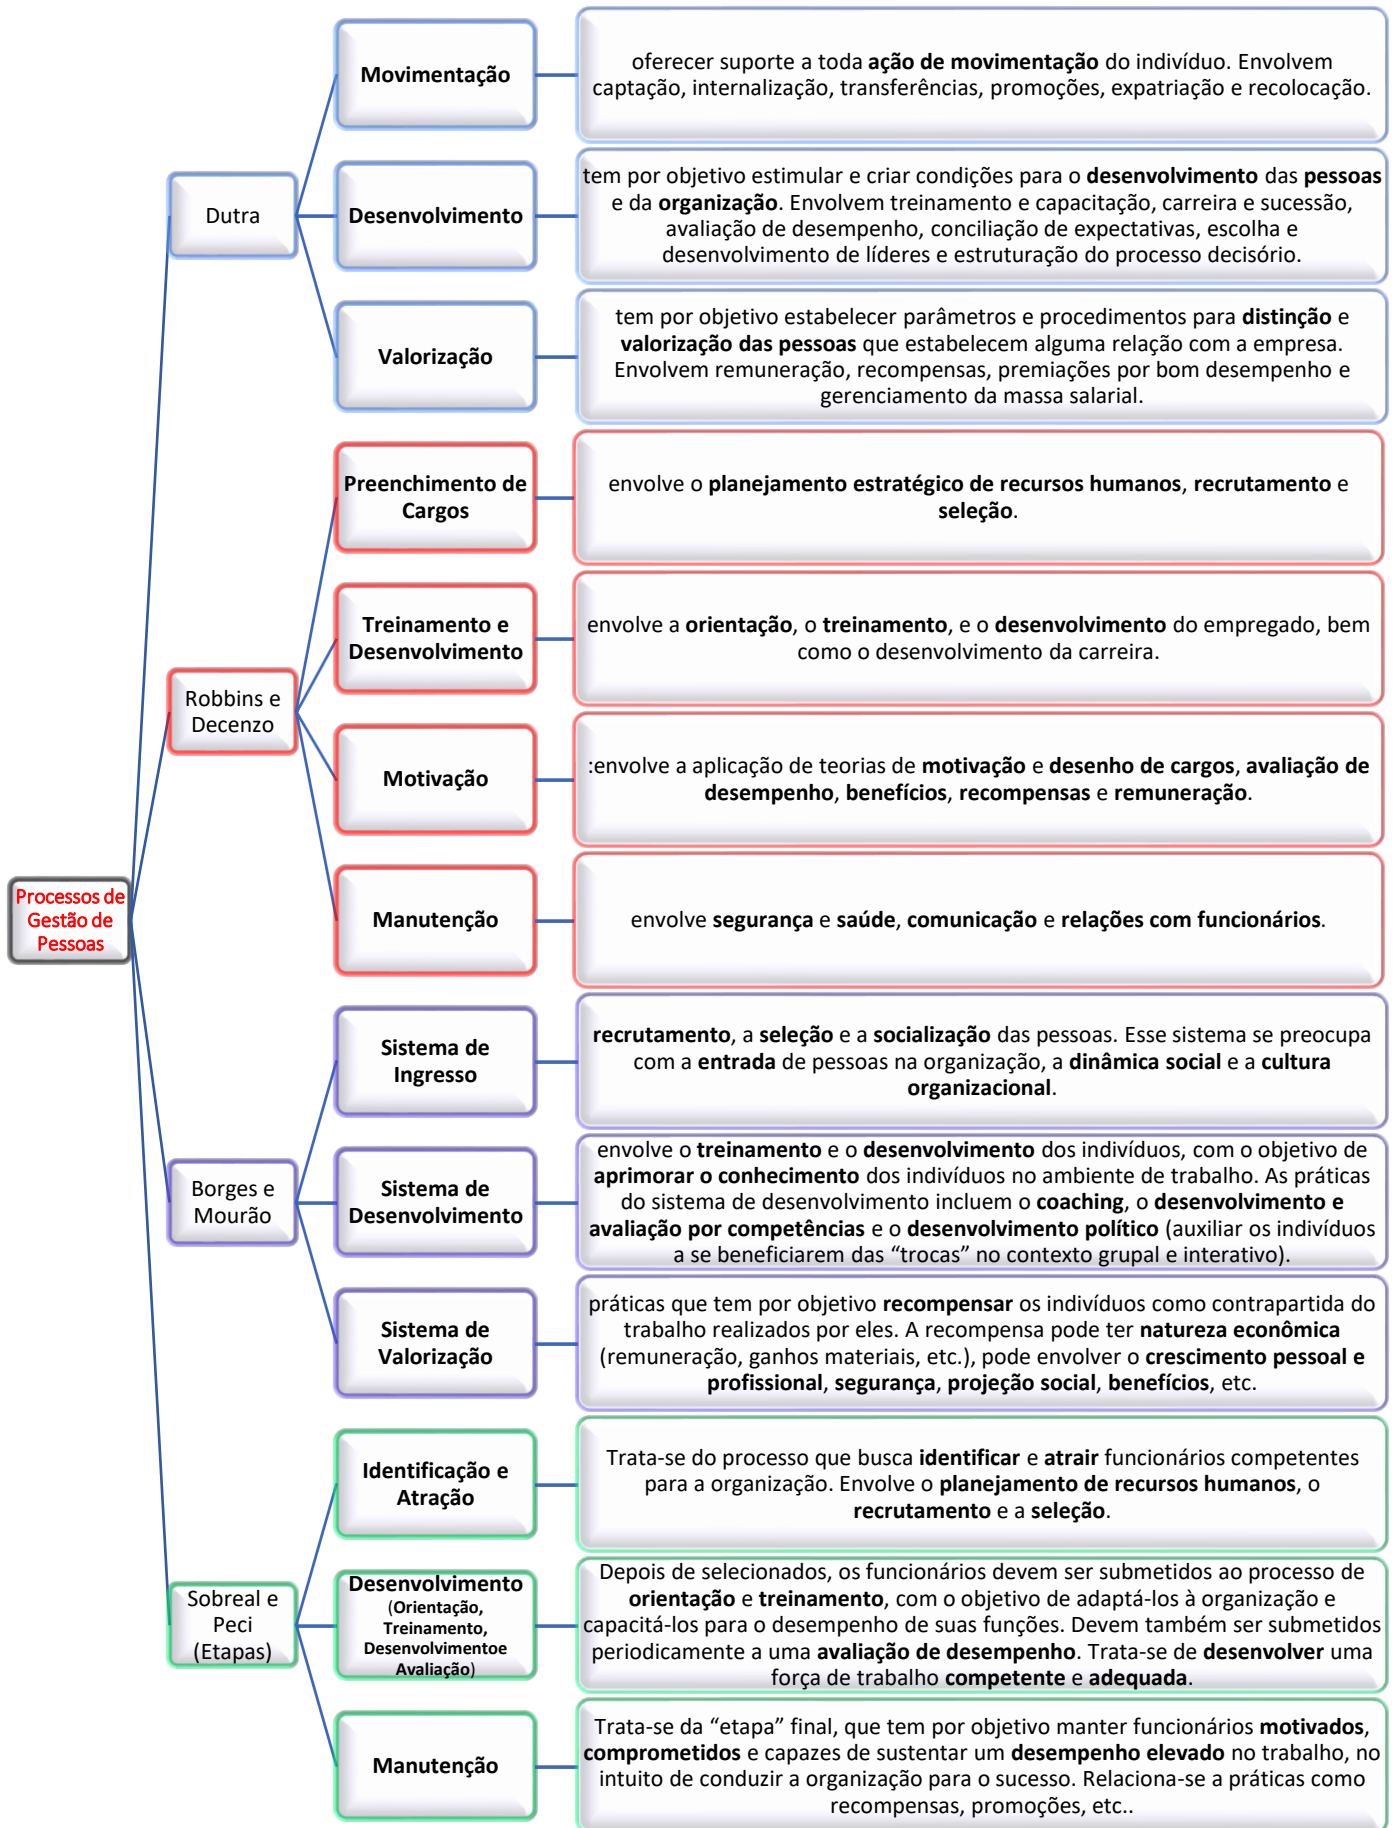 Processos de
Gestão de
Pessoas
Dutra
Movimentação
oferecer suporte a toda ação de movimentação do indivíduo. Envolvem
captação, internalização, transferências, promoções, expatriação e recolocação.
Desenvolvimento
tem por objetivo estimular e criar condições para o desenvolvimento das pessoas
e da organização. Envolvem treinamento e capacitação, carreira e sucessão,
avaliação de desempenho, conciliação de expectativas, escolha e
desenvolvimento de líderes e estruturação do processo decisório.
Valorização
tem por objetivo estabelecer parâmetros e procedimentos para distinção e
valorização das pessoas que estabelecem alguma relação com a empresa.
Envolvem remuneração, recompensas, premiações por bom desempenho e
gerenciamento da massa salarial.
Robbins e
Decenzo
Preenchimento de
Cargos
envolve o planejamento estratégico de recursos humanos, recrutamento e
seleção.
Treinamento e
Desenvolvimento
envolve a orientação, o treinamento, e o desenvolvimento do empregado, bem
como o desenvolvimento da carreira.
Motivação
:envolve a aplicação de teorias de motivação e desenho de cargos, avaliação de
desempenho, benefícios, recompensas e remuneração.
Manutenção
envolve segurança e saúde, comunicação e relações com funcionários.
Borges e
Mourão
Sistema de
Ingresso
recrutamento, a seleção e a socialização das pessoas. Esse sistema se preocupa
com a entrada de pessoas na organização, a dinâmica social e a cultura
organizacional.
Sistema de
Desenvolvimento
envolve o treinamento e o desenvolvimento dos indivíduos, com o objetivo de
aprimorar o conhecimento dos indivíduos no ambiente de trabalho. As práticas
do sistema de desenvolvimento incluem o coaching, o desenvolvimento e
avaliação por competências e o desenvolvimento político (auxiliar os indivíduos
a se beneficiarem das “trocas” no contexto grupal e interativo).
Sistema de
Valorização
práticas que tem por objetivo recompensar os indivíduos como contrapartida do
trabalho realizados por eles. A recompensa pode ter natureza econômica
(remuneração, ganhos materiais, etc.), pode envolver o crescimento pessoal e
profissional, segurança, projeção social, benefícios, etc.
Sobreal e
Peci
(Etapas)
Identificação e
Atração
Trata-se do processo que busca identificar e atrair funcionários competentes
para a organização. Envolve o planejamento de recursos humanos, o
recrutamento e a seleção.
Desenvolvimento
(Orientação,
Treinamento,
Desenvolvimentoe
Avaliação)
Depois de selecionados, os funcionários devem ser submetidos ao processo de
orientação e treinamento, com o objetivo de adaptá-los à organização e
capacitá-los para o desempenho de suas funções. Devem também ser submetidos
periodicamente a uma avaliação de desempenho. Trata-se de desenvolver uma
força de trabalho competente e adequada.
Manutenção
Trata-se da “etapa” final, que tem por objetivo manter funcionários motivados,
comprometidos e capazes de sustentar um desempenho elevado no trabalho, no
intuito de conduzir a organização para o sucesso. Relaciona-se a práticas como
recompensas, promoções, etc..